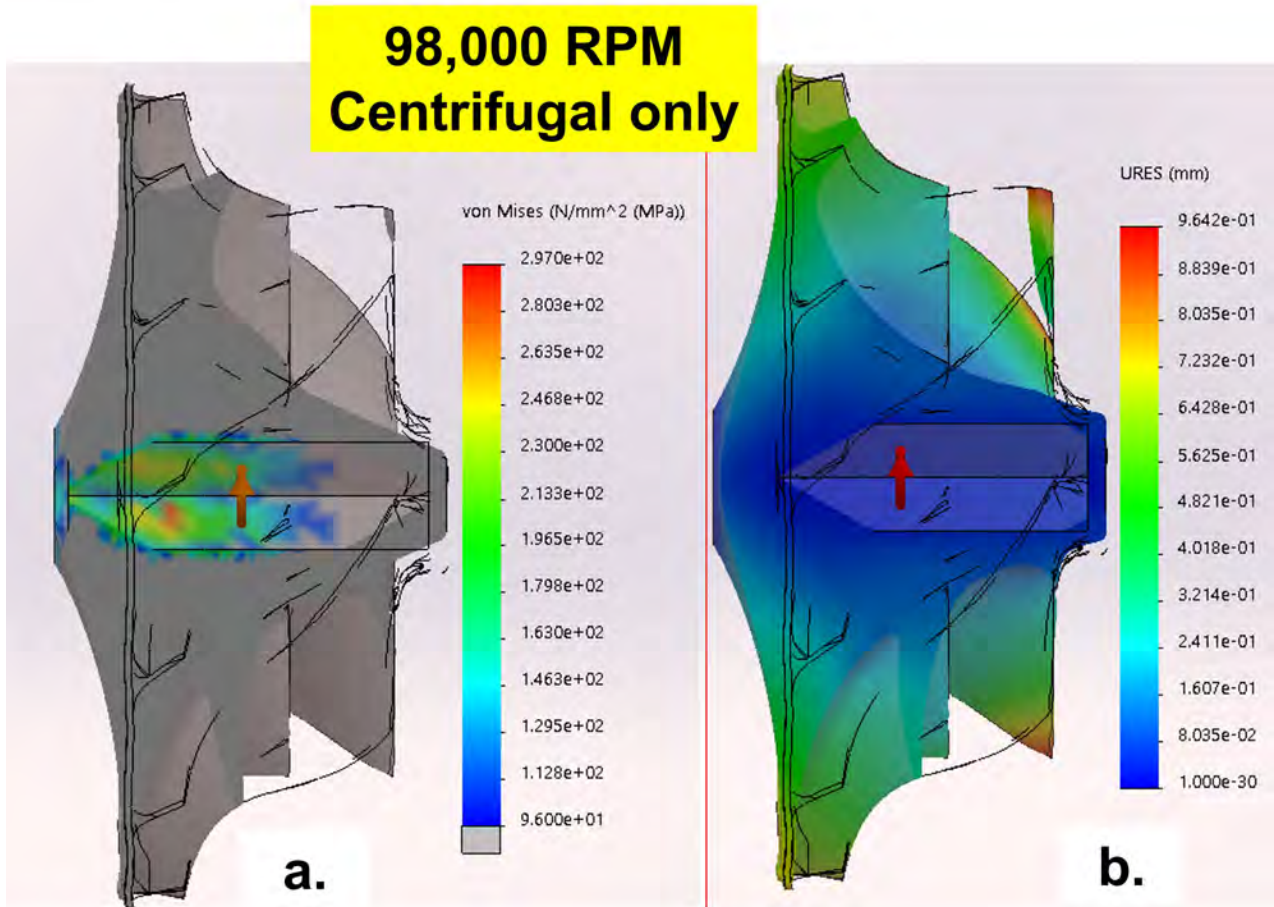 98,000 RPM
Centrifugal only
von Mises (N/mm^2 (MPa))
2.970e+02
2.803e+02
2.635e+02
2.468e+02
2.300e+02
2.133e+02
1.965e+02
1.798e+02
1.630e+02
1.463e+02
1.295e+02
1.128e+02
9.600e+01
a.
URES (mm)
9.642e-01
8.839e-01
8.035e-01
7.232e-01
6.428e-01
5.625e-01
4.821e-01
4.018e-01
3.214e-01
2.411e-01
1.607e-01
8.035e-02
1.000e-30
b.